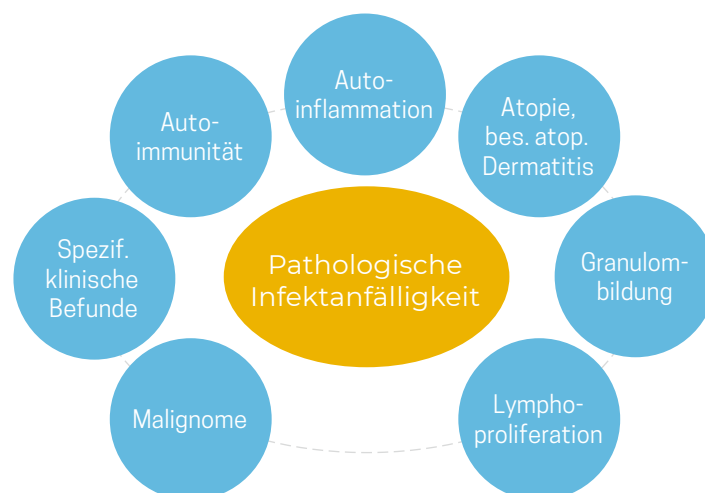 Auto-
inflammation
Auto-
immunität
Atopie,
bes. atop.
Dermatitis
Spezif.
klinische
Befunde
Pathologische
Infektanfälligkeit
Granulom-
bildung
Malignome
Lympho-
proliferation